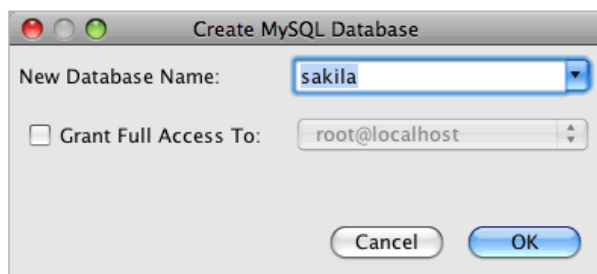 Create MySQL Database
New Database Name: sakila
Grant Full Access To: root@localhost
Cancel OK